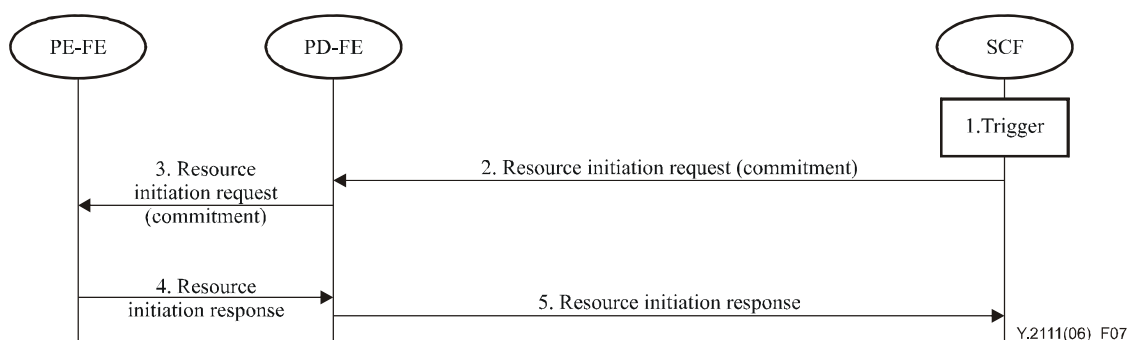 PE-FE
PD-FE
SCF
1.Trigger
2. Resource initiation request (commitment)
3. Resource
initiation request
(commitment)
4. Resource
initiation response
5. Resource initiation response
Y.2111(06)_F07